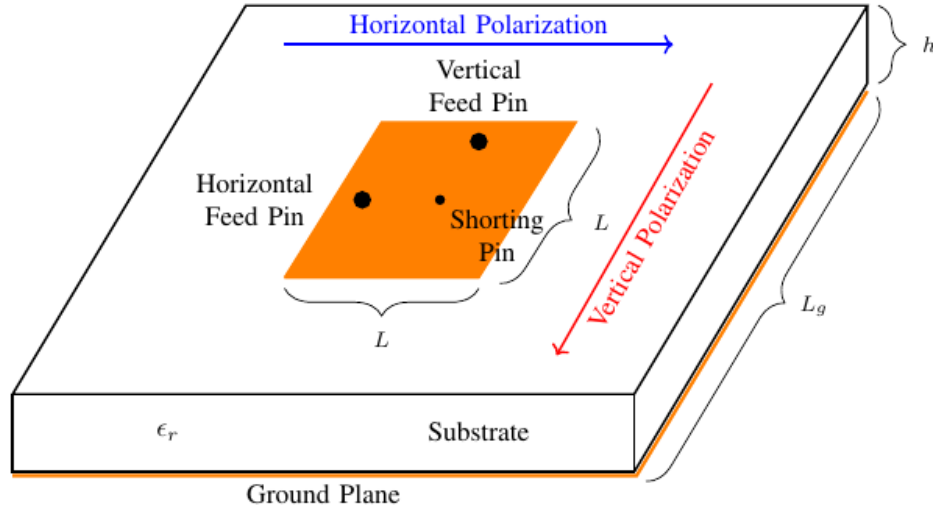 Horizontal Polarization
h
Vertical
Feed Pin
Horizontal
Feed Pin
Shorting
Pin
L
Vertical Polarization
L_g
L
ϵ_r
Substrate
Ground Plane